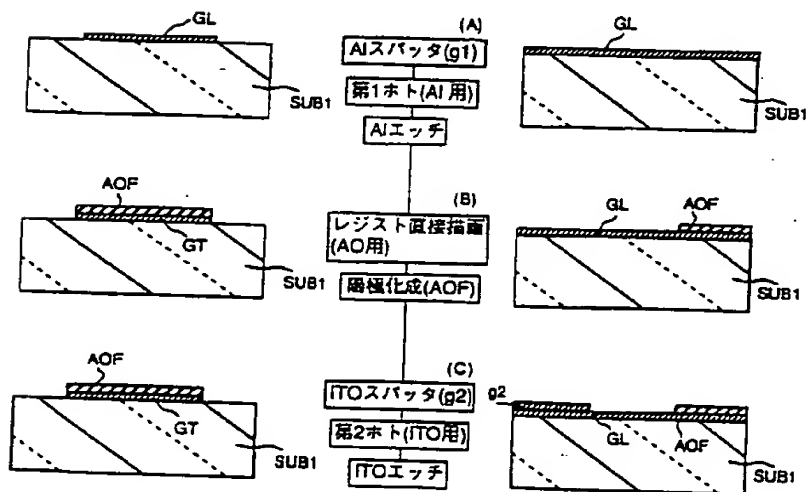 GL
SUB1
(A)
Alスパッタ(g1)
第1ホト(Al用)
Alエッチ
GL
SUB1
AOF
GT
SUB1
(B)
レジスト直接描画
(AO用)
陽極化成(AOF)
GL
AOF
SUB1
AOF
GT
SUB1
(C)
ITOスパッタ(g2)
第2ホト(ITO用)
ITOエッチ
g2
GL
AOF
SUB1